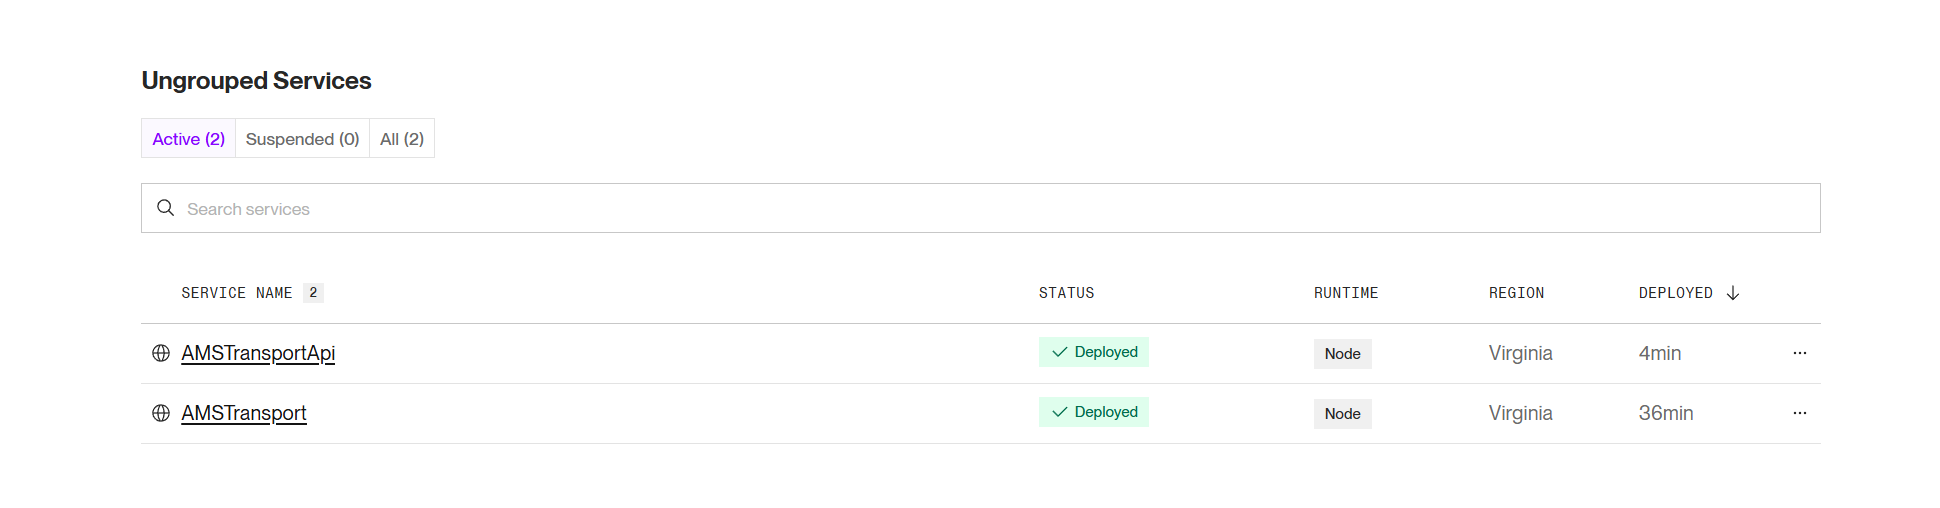 Ungrouped Services
Active (2) Suspended (0) All (2)
Search services
SERVICE NAME 2 STATUS RUNTIME REGION DEPLOYED
AMSTransportApi Deployed Node Virginia 4min
AMSTransport Deployed Node Virginia 36min